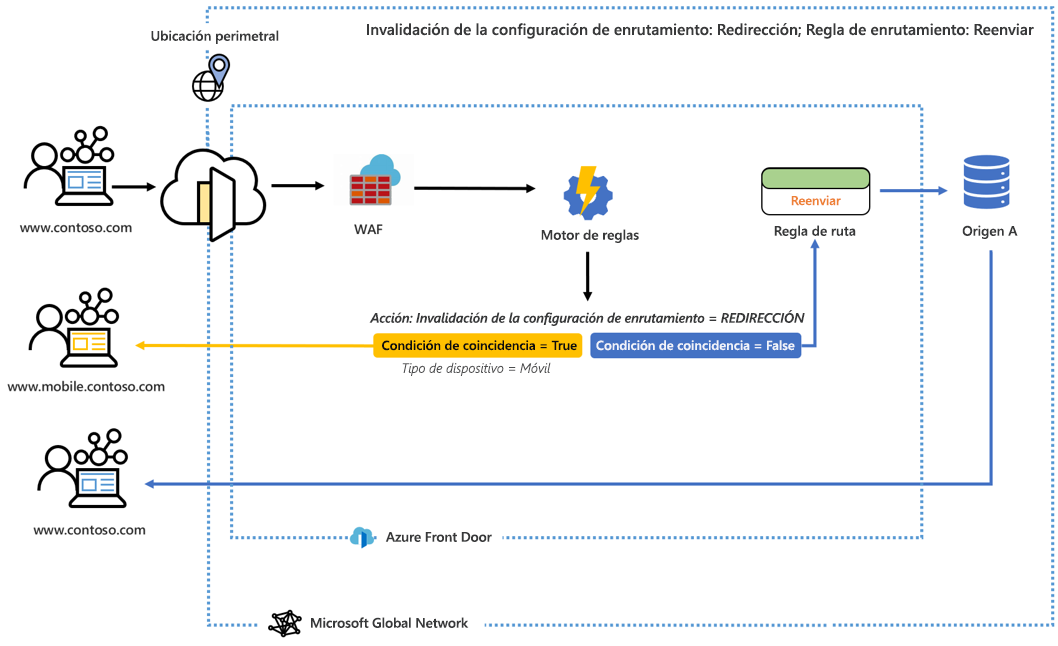 Invalidación de la configuración de enrutamiento: Redirección; Regla de enrutamiento: Reenviar
Ubicación perimetral
www.contoso.com
WAF
Motor de reglas
Reenviar
Regla de ruta
Origen A
Acción: Invalidación de la configuración de enrutamiento = REDIRECCIÓN
Condición de coincidencia = True
Condición de coincidencia = False
Tipo de dispositivo = Móvil
www.mobile.contoso.com
www.contoso.com
Azure Front Door
Microsoft Global Network